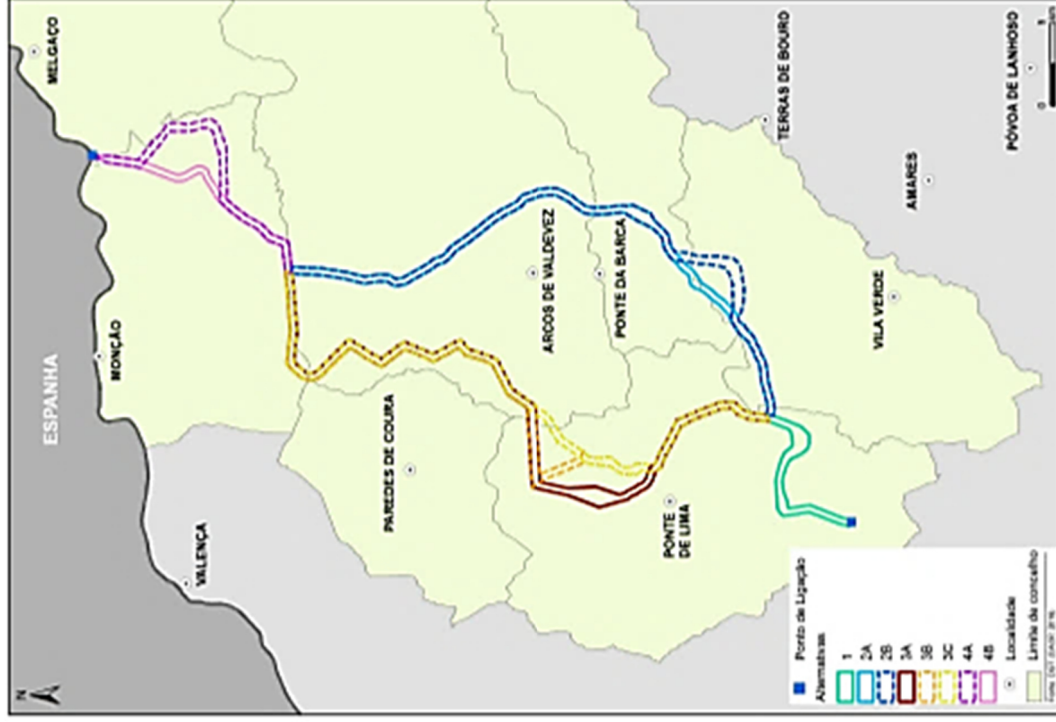 MELGAÇO
ESPANHA
MONÇÃO
VALENÇA
PAREDES DE COURA
ARCOS DE VALDEVEZ
PONTE DA BARCA
PONTE
DE LIMA
TERRAS DE BOURO
PÓVOA DE LANHOSO
AMARES
VILA VERDE
N
Ponto de Ligação
Alternativas
1
2A
2B
3A
3B
3C
4A
4B
Localidade
Limite de concelho
0